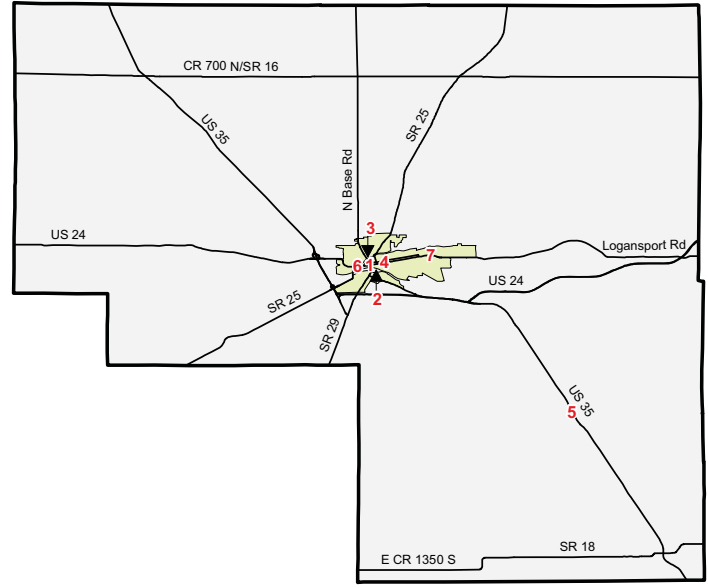 CR 700 N/SR 16
US 35
SR 25
N Base Rd
3
US 24
Logansport Rd
7
6
1
4
US 24
2
SR 25
SR 29
US 35
5
SR 18
E CR 1350 S